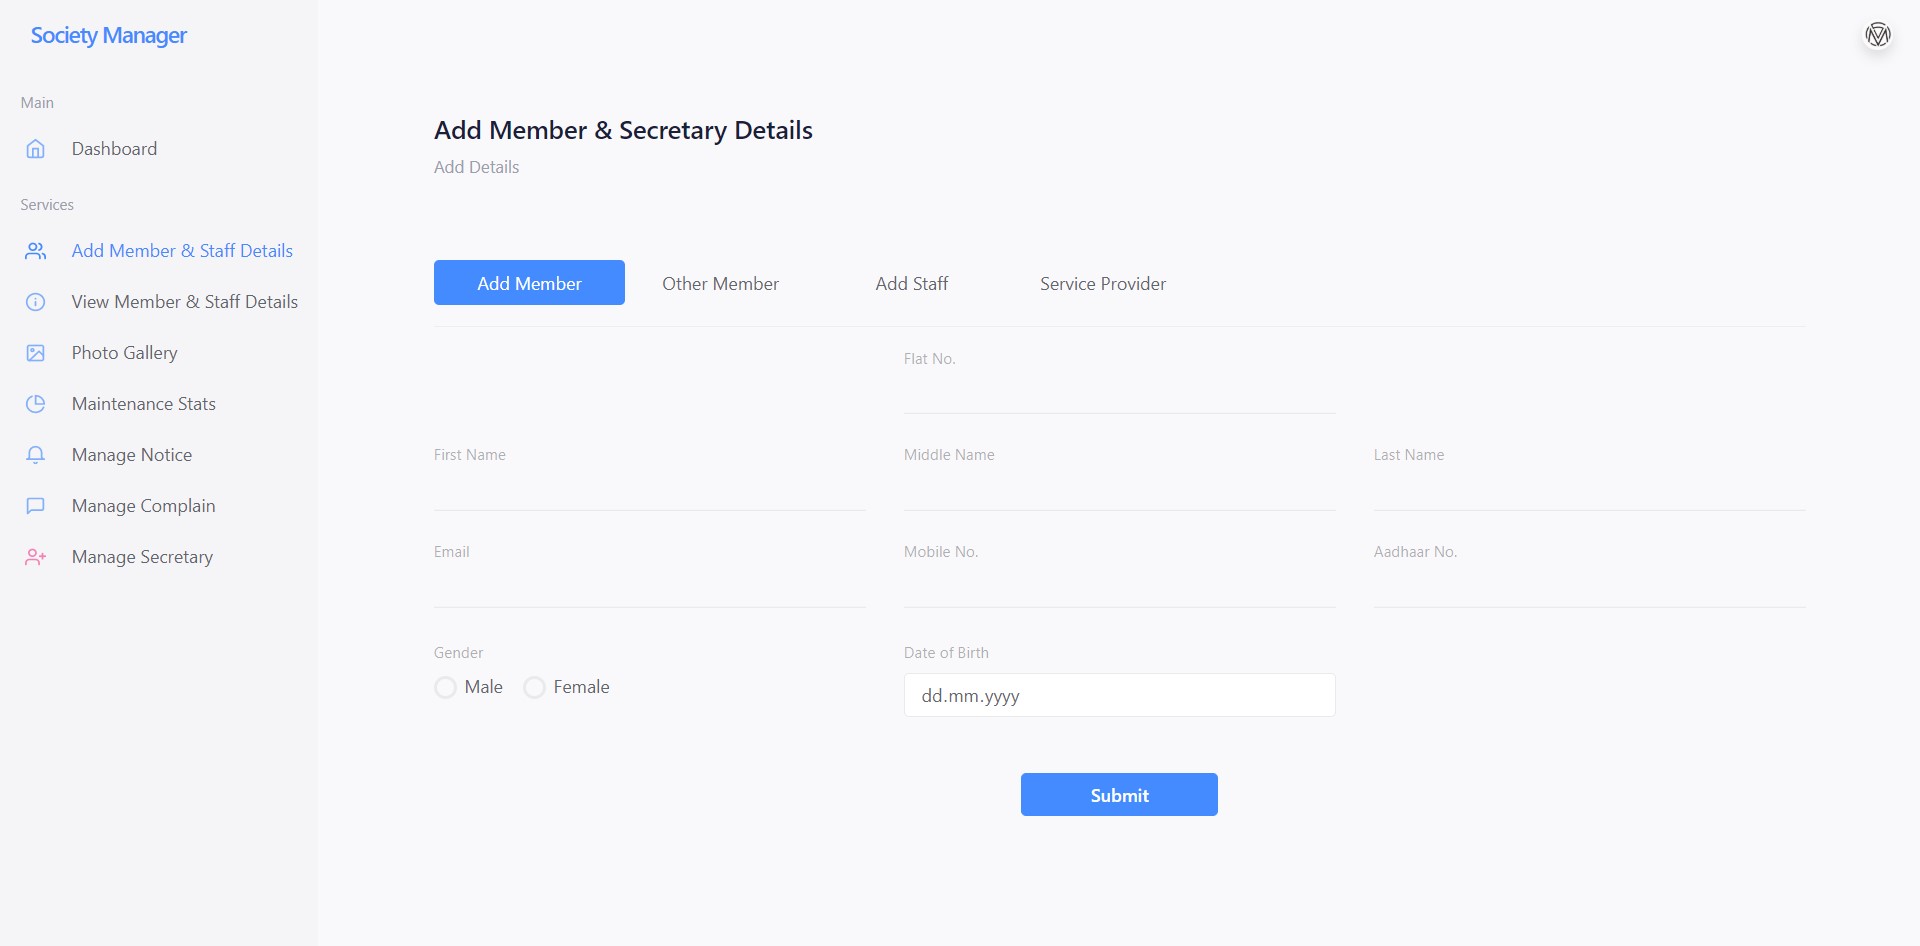 Society Manager
Main
Dashboard
Services
Add Member & Staff Details
View Member & Staff Details
Photo Gallery
Maintenance Stats
Manage Notice
Manage Complain
Manage Secretary
Add Member & Secretary Details
Add Details
Add Member Other Member Add Staff Service Provider
Flat No.
First Name Middle Name Last Name
Email Mobile No. Aadhaar No.
Gender Date of Birth
Male Female dd.mm.yyyy
Submit